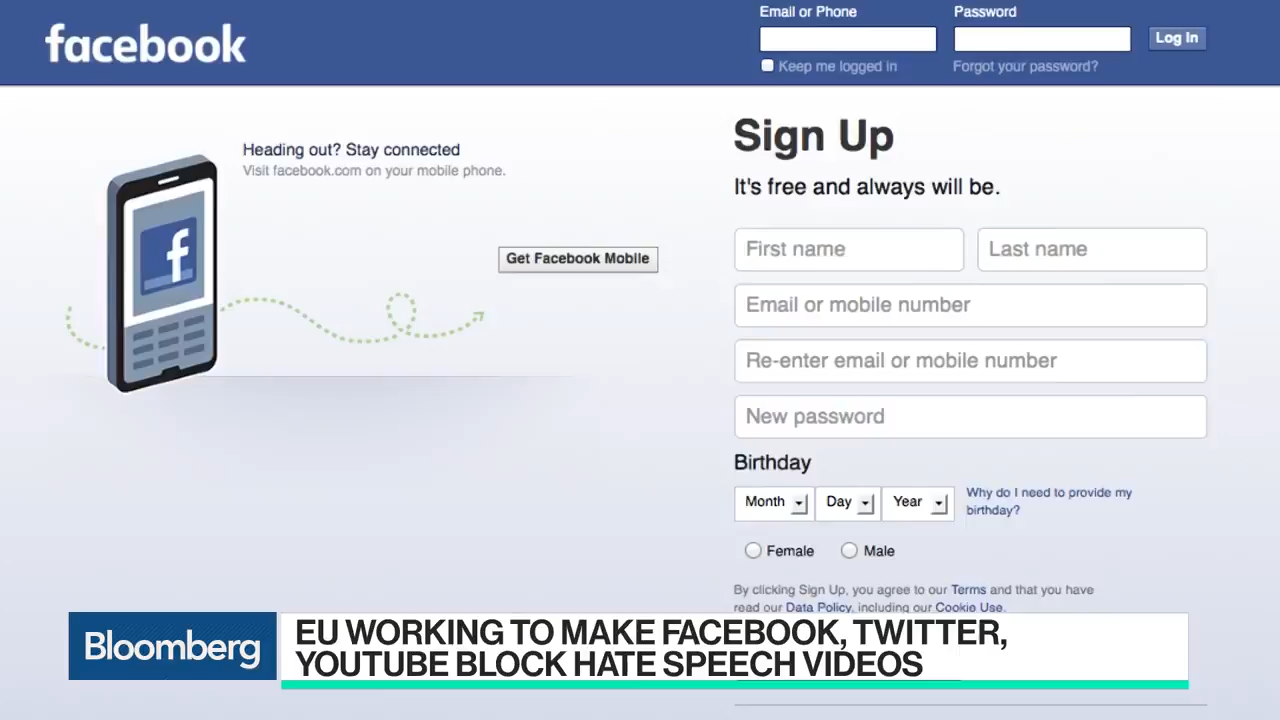 facebook
Email or Phone
Password
Log In
Keep me logged in
Forgot your password?
Heading out? Stay connected
Visit facebook.com on your mobile phone.
Get Facebook Mobile
f
Sign Up
It's free and always will be.
First name
Last name
Email or mobile number
Re-enter email or mobile number
New password
Birthday
Month
Day
Year
Why do I need to provide my
birthday?
Female
Male
By clicking Sign Up, you agree to our Terms and that you have
read our Data Policy, including our Cookie Use.
Bloomberg
EU WORKING TO MAKE FACEBOOK, TWITTER,
YOUTUBE BLOCK HATE SPEECH VIDEOS